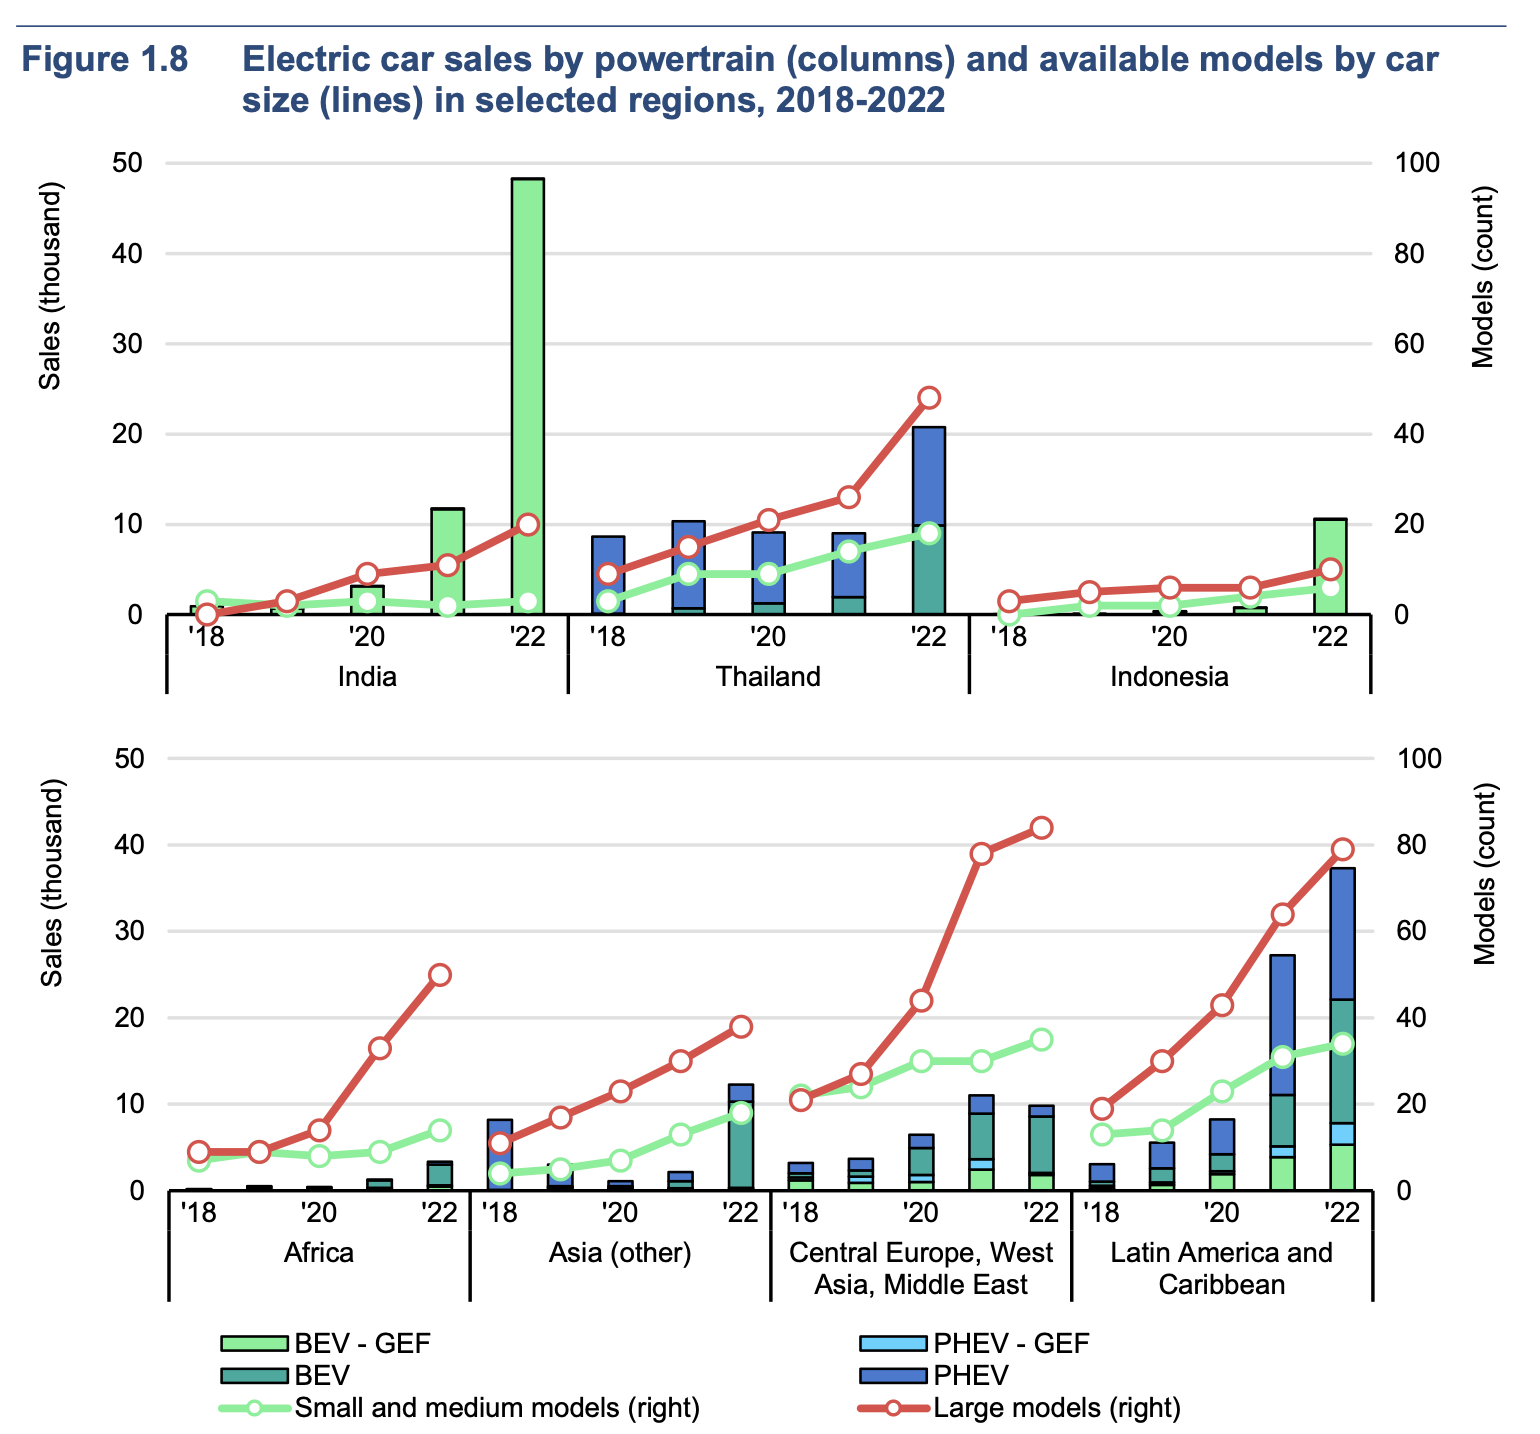 Figure 1.8 Electric car sales by powertrain (columns) and available models by car
size (lines) in selected regions, 2018-2022
Sales (thousand)
50
40
30
20
10
0
100
80
60
40
20
0
Models (count)
'18 '20 '22 '18 '20 '22 '18 '20 '22
India Thailand Indonesia
Sales (thousand)
50
40
30
20
10
0
100
80
60
40
20
0
Models (count)
'18 '20 '22 '18 '20 '22 '18 '20 '22 '18 '20 '22
Africa Asia (other) Central Europe, West Latin America and
Asia, Middle East Caribbean
BEV - GEF PHEV - GEF
BEV PHEV
Small and medium models (right) Large models (right)